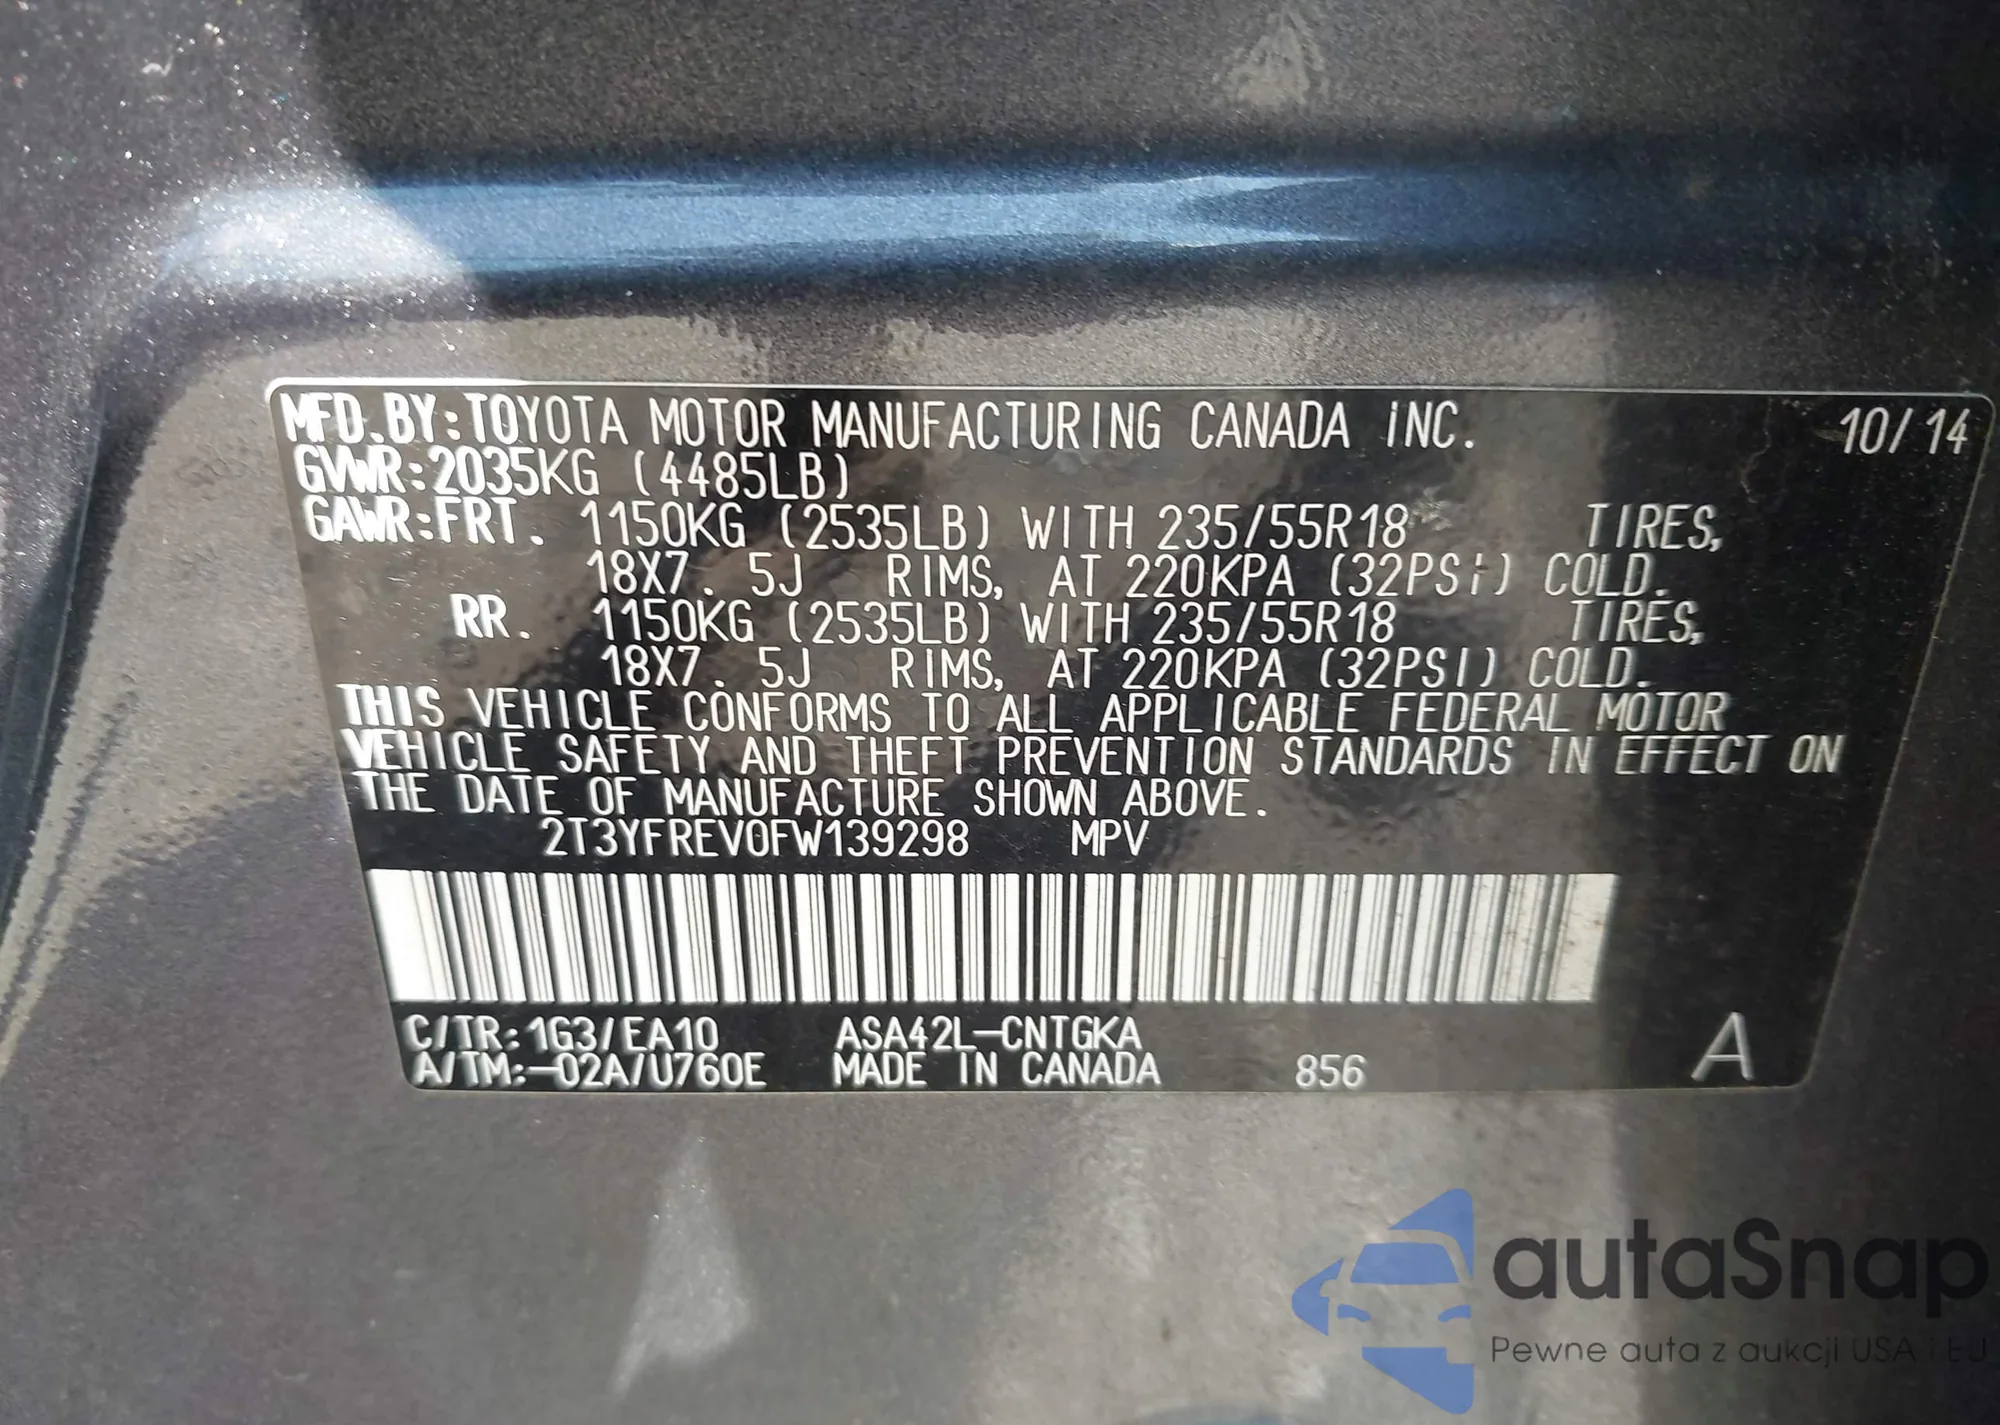 MFD.BY:TOYOTA MOTOR MANUFACTURING CANADA INC. 10/14
GVWR:2035KG (4485LB)
GAWR:FRT. 1150KG (2535LB) WITH 235/55R18 TIRES,
18X7. 5J RIMS, AT 220KPA (32PSI) COLD.
RR. 1150KG (2535LB) WITH 235/55R18 TIRES,
18X7. 5J RIMS, AT 220KPA (32PSI) COLD.
THIS VEHICLE CONFORMS TO ALL APPLICABLE FEDERAL MOTOR
VEHICLE SAFETY AND THEFT PREVENTION STANDARDS IN EFFECT ON
THE DATE OF MANUFACTURE SHOWN ABOVE.
2T3YFREV0FW139298 MPV
C/TR:1G3/EA10 ASA42L-CNTGKA
A/TM:-02A/U760E MADE IN CANADA 856 A
autaSnap
Pewne auta z aukcji USA i EU